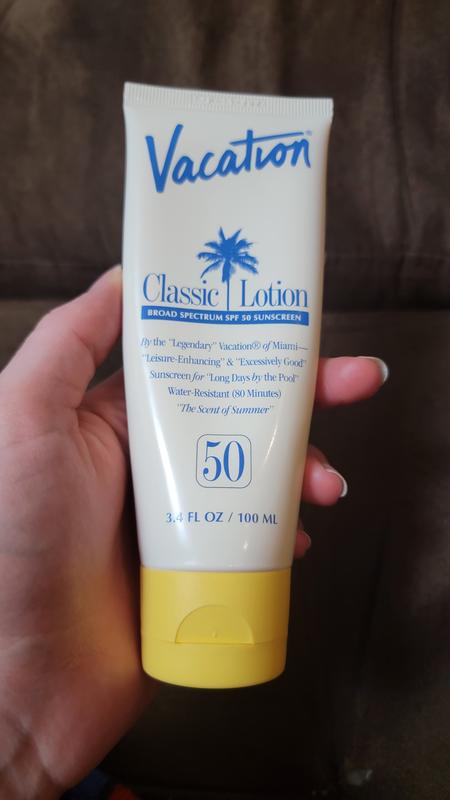 Vacation®
Classic Lotion
BROAD SPECTRUM SPF 50 SUNSCREEN
By the "Legendary" Vacation® of Miami—
"Leisure-Enhancing" & "Excessively Good"
Sunscreen for "Long Days by the Pool"
Water-Resistant (80 Minutes)
"The Scent of Summer"
50
3.4 FL OZ / 100 ML